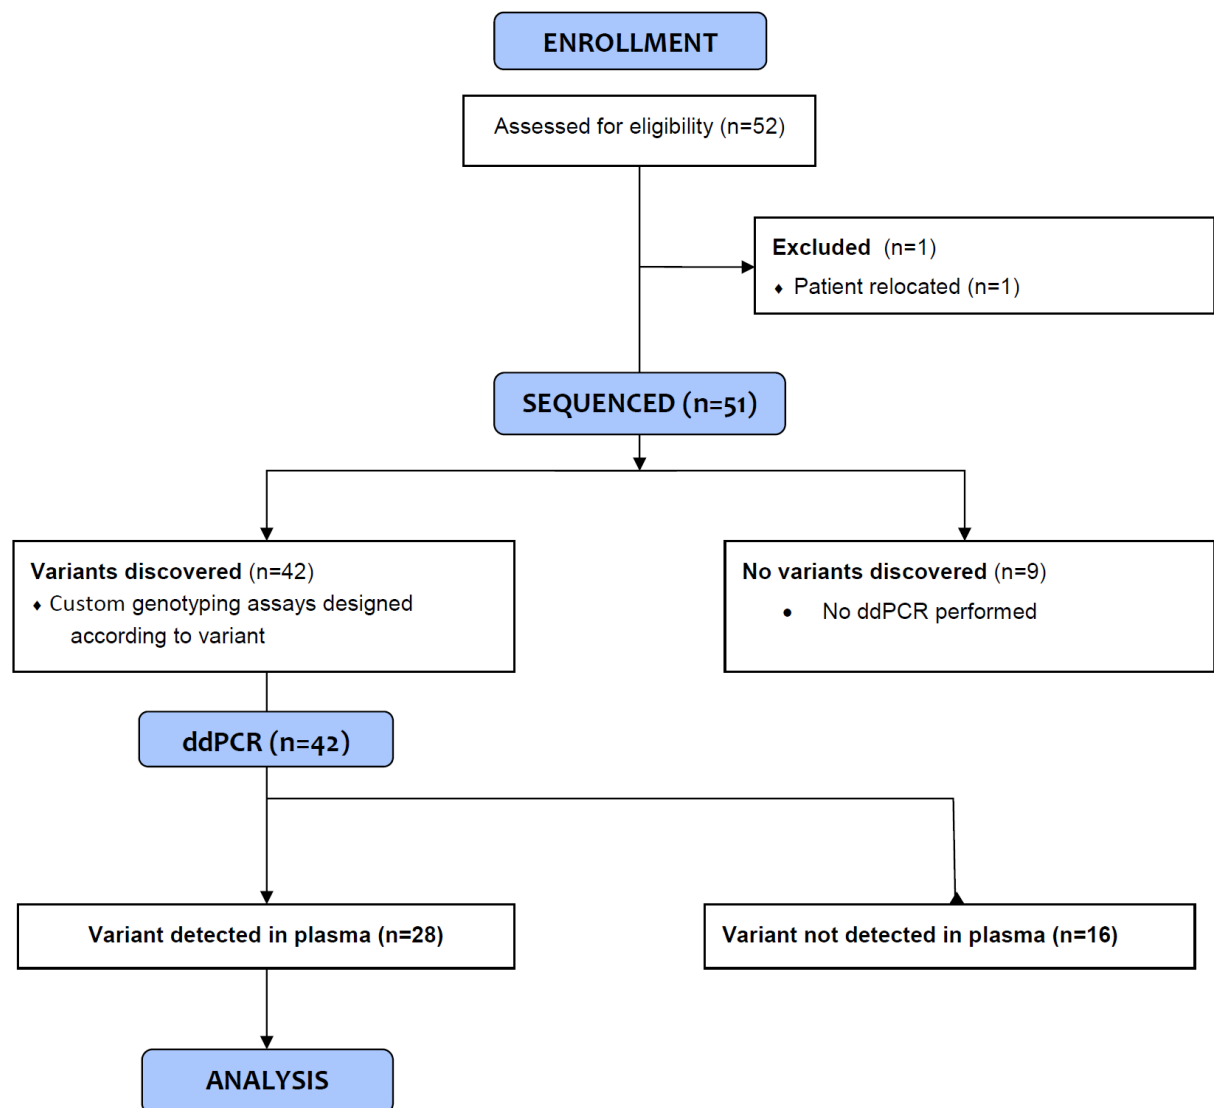 ENROLLMENT
Assessed for eligibility (n=52)
Excluded (n=1)
♦ Patient relocated (n=1)
SEQUENCED (n=51)
Variants discovered (n=42)
♦ Custom genotyping assays designed
according to variant
No variants discovered (n=9)
• No ddPCR performed
ddPCR (n=42)
Variant detected in plasma (n=28)
Variant not detected in plasma (n=16)
ANALYSIS